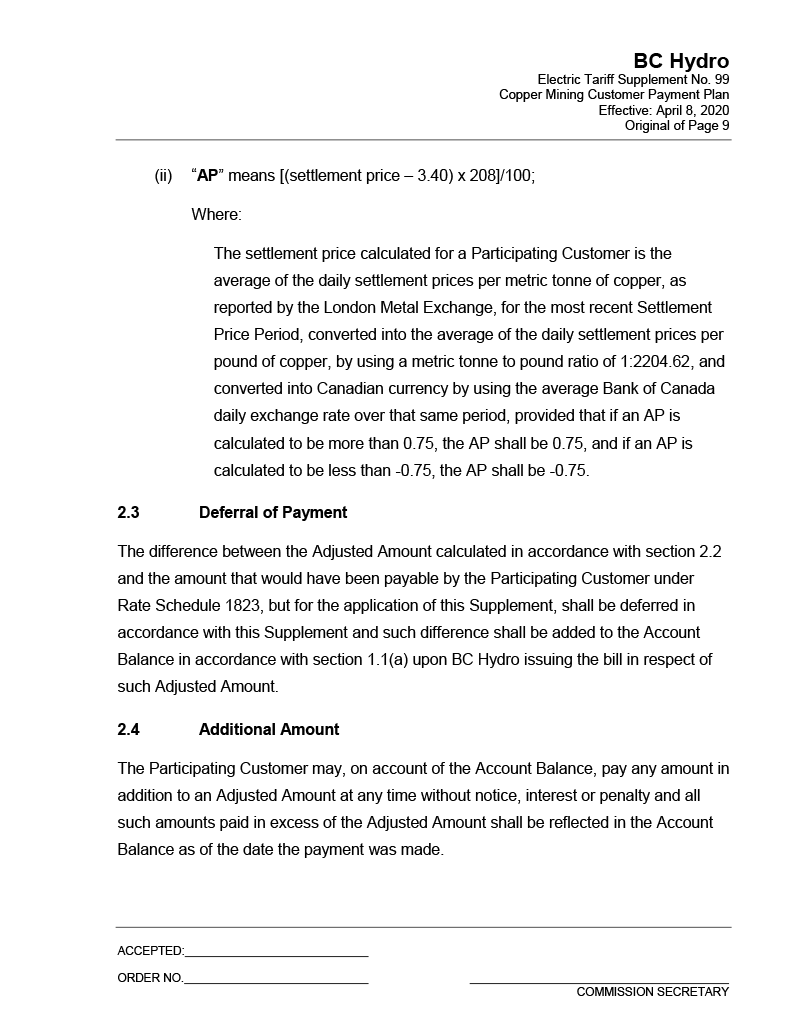 BC Hydro
Electric Tariff Supplement No. 99
Copper Mining Customer Payment Plan
Effective: April 8, 2020
Original of Page 9
(ii) “AP” means [(settlement price – 3.40) x 208]/100;
Where:
The settlement price calculated for a Participating Customer is the
average of the daily settlement prices per metric tonne of copper, as
reported by the London Metal Exchange, for the most recent Settlement
Price Period, converted into the average of the daily settlement prices per
pound of copper, by using a metric tonne to pound ratio of 1:2204.62, and
converted into Canadian currency by using the average Bank of Canada
daily exchange rate over that same period, provided that if an AP is
calculated to be more than 0.75, the AP shall be 0.75, and if an AP is
calculated to be less than -0.75, the AP shall be -0.75.
2.3 Deferral of Payment
The difference between the Adjusted Amount calculated in accordance with section 2.2
and the amount that would have been payable by the Participating Customer under
Rate Schedule 1823, but for the application of this Supplement, shall be deferred in
accordance with this Supplement and such difference shall be added to the Account
Balance in accordance with section 1.1(a) upon BC Hydro issuing the bill in respect of
such Adjusted Amount.
2.4 Additional Amount
The Participating Customer may, on account of the Account Balance, pay any amount in
addition to an Adjusted Amount at any time without notice, interest or penalty and all
such amounts paid in excess of the Adjusted Amount shall be reflected in the Account
Balance as of the date the payment was made.
ACCEPTED:
ORDER NO.
COMMISSION SECRETARY